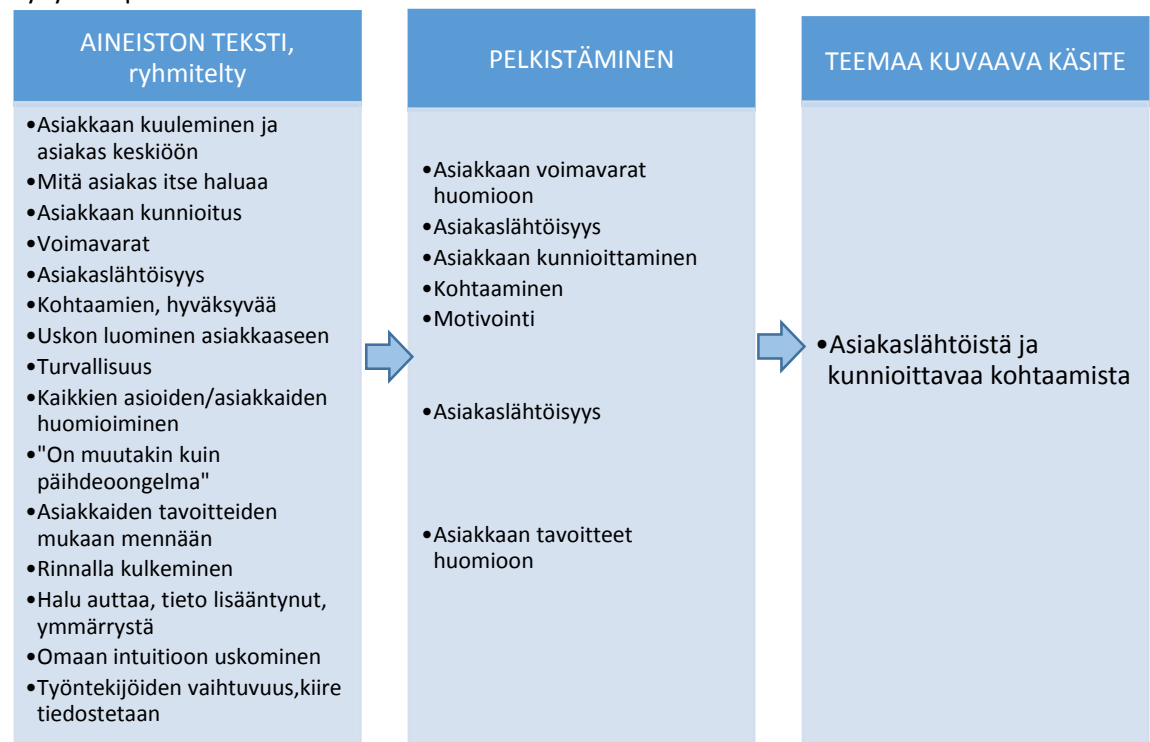 AINEISTON TEKSTI,
ryhmitelty
•Asiakkaan kuuleminen ja
asiakas keskiöön
•Mitä asiakas itse haluaa
•Asiakkaan kunnioitus
•Voimavarat
•Asiakaslähtöisyys
•Kohtaamien, hyväksyvää
•Uskon luominen asiakkaaseen
•Turvallisuus
•Kaikkien asioiden/asiakkaiden
huomioiminen
•"On muutakin kuin
päihdeoongelma"
•Asiakkaiden tavoitteiden
mukaan mennään
•Rinnalla kulkeminen
•Halu auttaa, tieto lisääntynut,
ymmärrystä
•Omaan intuitioon uskominen
•Työntekijöiden vaihtuvuus,kiire
tiedostetaan
PELKISTÄMINEN
•Asiakkaan voimavarat
huomioon
•Asiakaslähtöisyys
•Asiakkaan kunnioittaminen
•Kohtaaminen
•Motivointi
•Asiakaslähtöisyys
•Asiakkaan tavoitteet
huomioon
TEEMAA KUVAAVA KÄSITE
•Asiakaslähtöistä ja
kunnioittavaa kohtaamista